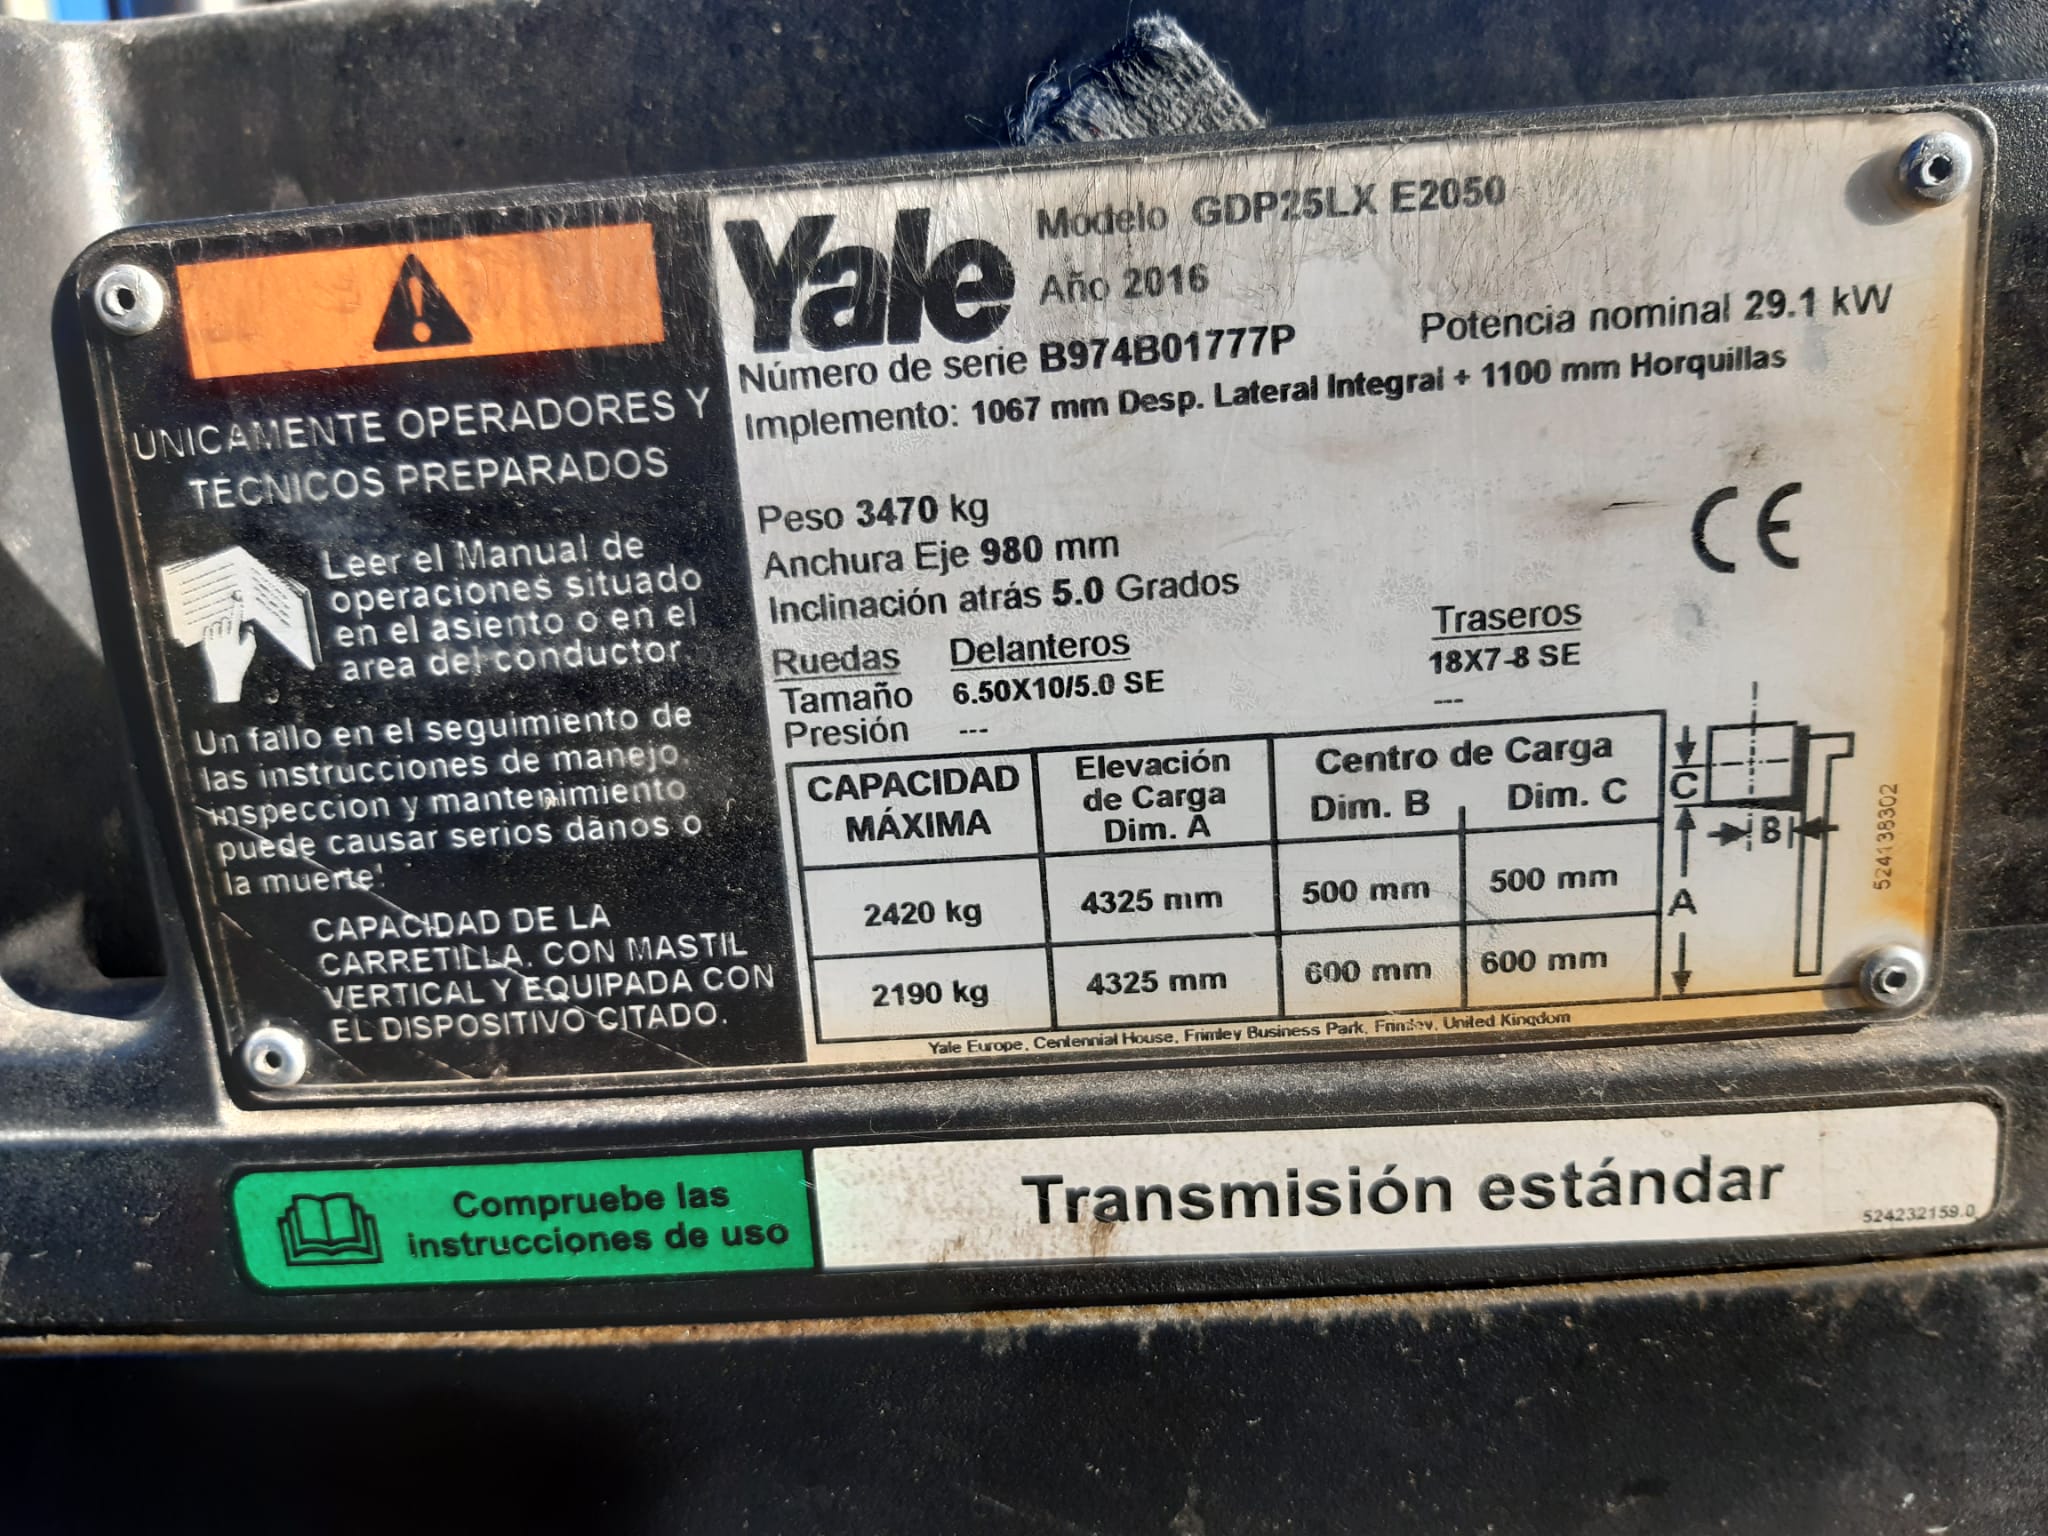 UNICAMENTE OPERADORES Y
TECNICOS PREPARADOS
Leer el Manual de
operaciones situado
en el asiento o en el
area del conductor.
Un fallo en el seguimiento de
las instrucciones de manejo,
inspeccion y mantenimiento
puede causar serios daños o
la muerte!
CAPACIDAD DE LA
CARRETILLA. CON MASTIL
VERTICAL Y EQUIPADA CON
EL DISPOSITIVO CITADO.
Yale
Modelo GDP25LX E2050
Año 2016
Número de serie B974B01777P Potencia nominal 29.1 kW
Implemento: 1067 mm Desp. Lateral Integral + 1100 mm Horquillas
Peso 3470 kg
Anchura Eje 980 mm
Inclinación atrás 5.0 Grados
CE
Ruedas Delanteros Traseros
Tamaño 6.50X10/5.0 SE 18X7-8 SE
Presión --- ---
CAPACIDAD MÁXIMA Elevación de Carga Dim. A Centro de Carga Dim. B Dim. C
2420 kg 4325 mm 500 mm 500 mm
2190 kg 4325 mm 600 mm 600 mm
C
B
A
524138302
Yale Europe, Centennial House, Frimley Business Park, Frimley, United Kingdom
Compruebe las
instrucciones de uso
Transmisión estándar
524232159.0